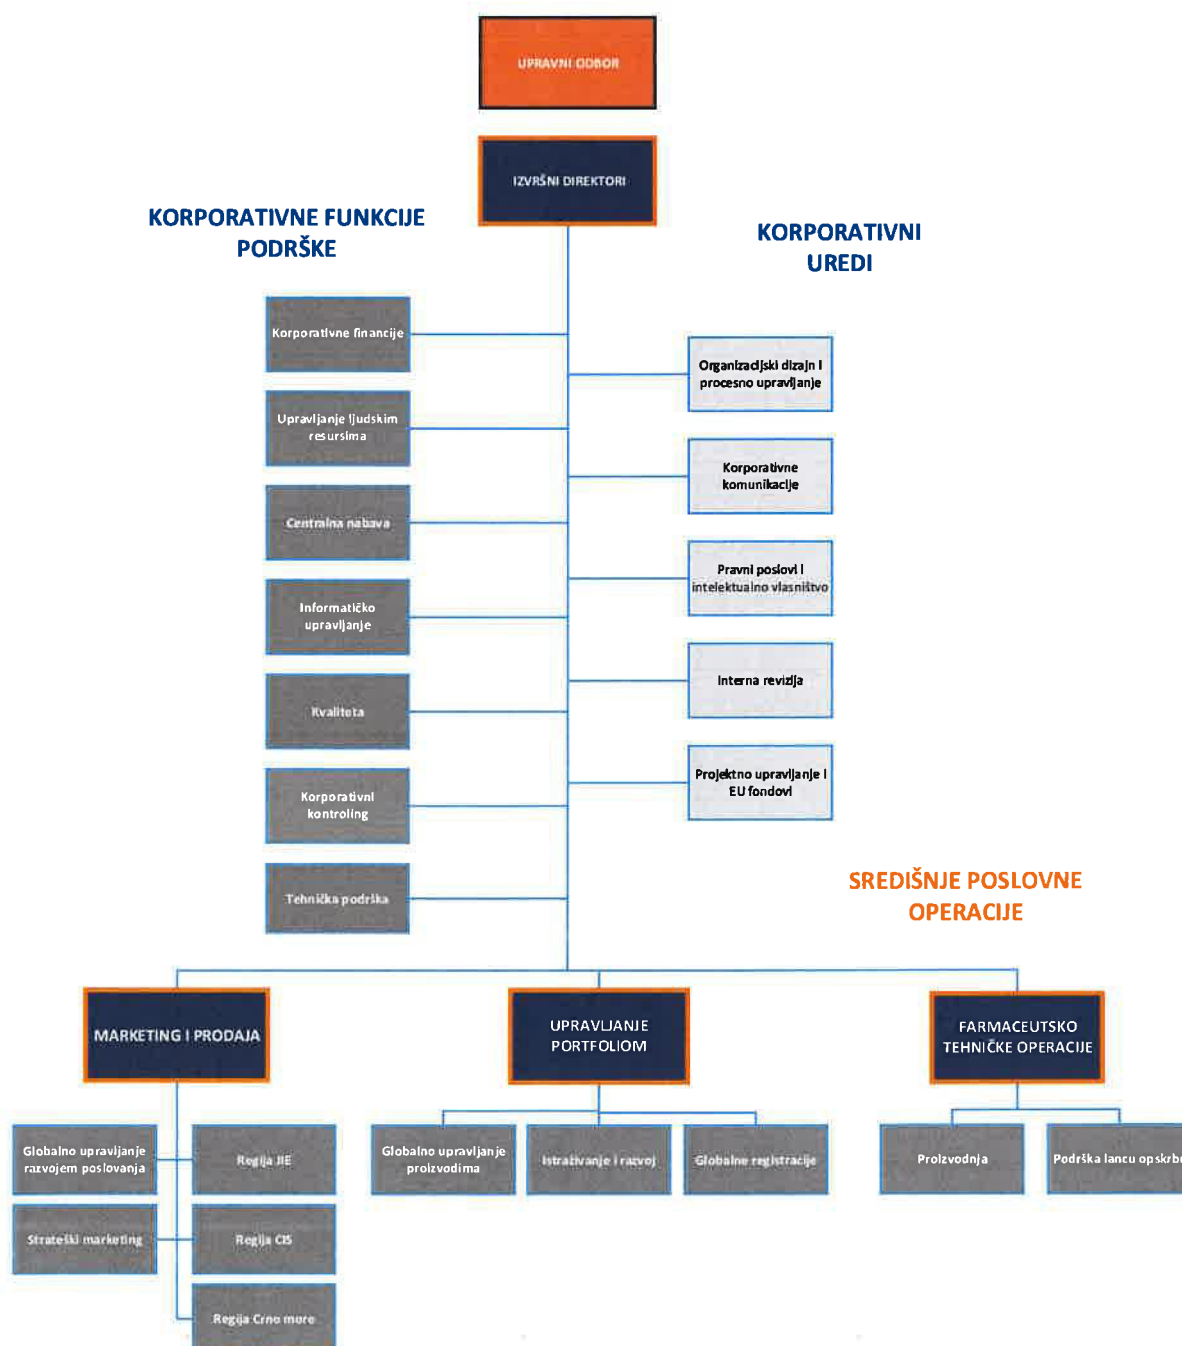 UPRAVNI ODBOR
IZVRŠNI DIREKTORI
KORPORATIVNE FUNKCIJE
PODRŠKE
KORPORATIVNI
UREDI
Korporativne financije
Organizacijski dizajn i
procesno upravljanje
Upravljanje ljudskim
resursima
Korporativne
komunikacije
Centralna nabava
Pravni poslovi i
intelektualno vlasništvo
Informatičko
upravljanje
Interna revizija
Kvaliteta
Projektno upravljanje i
EU fondovi
Korporativni
kontroling
Tehnička podrška
SREDIŠNJE POSLOVNE
OPERACIJE
MARKETING I PRODAJA
UPRAVLJANJE
PORTFOLIOM
FARMACEUTSKO
TEHNIČKE OPERACIJE
Globalno upravljanje
razvojem poslovanja
Regija JIE
Globalno upravljanje
proizvodima
Istraživanje i razvoj
Globalne registracije
Proizvodnja
Podrška lancu opskrbe
Strateški marketing
Regija CIS
Regija Crno more